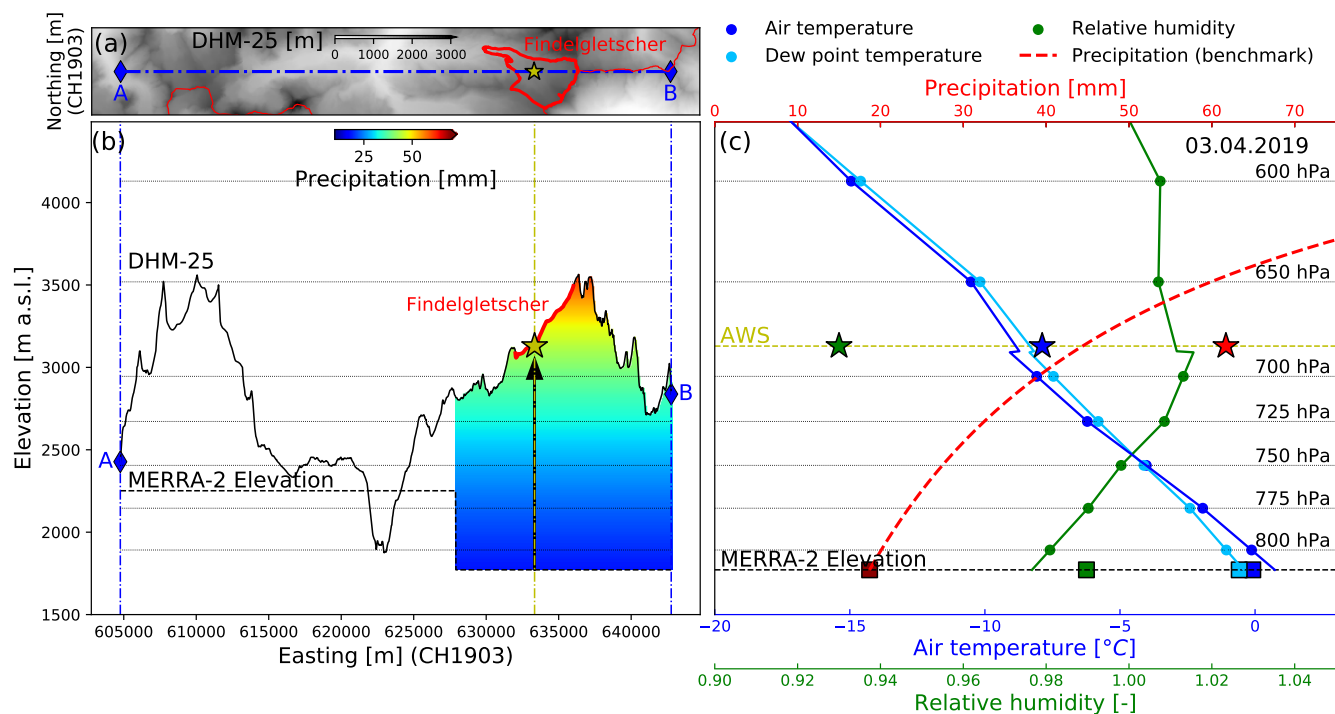 Air temperature
Relative humidity
Dew point temperature
Precipitation (benchmark)
Northing [m]
(CH1903)
(a)
DHM-25 [m]
0 1000 2000 3000
Findelgletscher
A
B
Precipitation [mm]
0 10 20 30 40 50 60 70
(b)
25 50
Precipitation [mm]
(c)
03.04.2019
600 hPa
4000
DHM-25
650 hPa
3500
Findelgletscher
AWS
3000
700 hPa
B
725 hPa
2500
A
750 hPa
MERRA-2 Elevation
775 hPa
2000
800 hPa
MERRA-2 Elevation
1500
Elevation [m a.s.l.]
605000 610000 615000 620000 625000 630000 635000 640000
Easting [m] (CH1903)
−20 −15 −10 −5 0
Air temperature [°C]
0.90 0.92 0.94 0.96 0.98 1.00 1.02 1.04
Relative humidity [-]